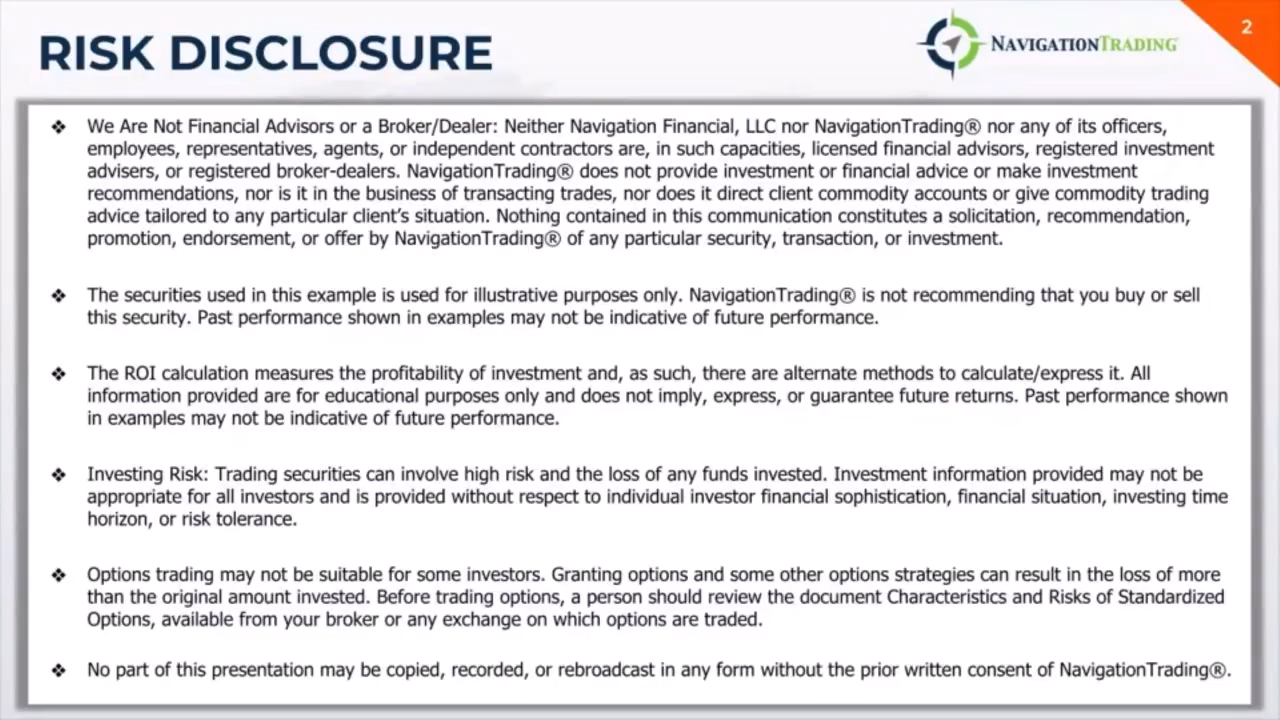 2
RISK DISCLOSURE
NAVIGATIONTRADING®
❖ We Are Not Financial Advisors or a Broker/Dealer: Neither Navigation Financial, LLC nor NavigationTrading® nor any of its officers,
employees, representatives, agents, or independent contractors are, in such capacities, licensed financial advisors, registered investment
advisers, or registered broker-dealers. NavigationTrading® does not provide investment or financial advice or make investment
recommendations, nor is it in the business of transacting trades, nor does it direct client commodity accounts or give commodity trading
advice tailored to any particular client's situation. Nothing contained in this communication constitutes a solicitation, recommendation,
promotion, endorsement, or offer by NavigationTrading® of any particular security, transaction, or investment.
❖ The securities used in this example is used for illustrative purposes only. NavigationTrading® is not recommending that you buy or sell
this security. Past performance shown in examples may not be indicative of future performance.
❖ The ROI calculation measures the profitability of investment and, as such, there are alternate methods to calculate/express it. All
information provided are for educational purposes only and does not imply, express, or guarantee future returns. Past performance shown
in examples may not be indicative of future performance.
❖ Investing Risk: Trading securities can involve high risk and the loss of any funds invested. Investment information provided may not be
appropriate for all investors and is provided without respect to individual investor financial sophistication, financial situation, investing time
horizon, or risk tolerance.
❖ Options trading may not be suitable for some investors. Granting options and some other options strategies can result in the loss of more
than the original amount invested. Before trading options, a person should review the document Characteristics and Risks of Standardized
Options, available from your broker or any exchange on which options are traded.
❖ No part of this presentation may be copied, recorded, or rebroadcast in any form without the prior written consent of NavigationTrading®.